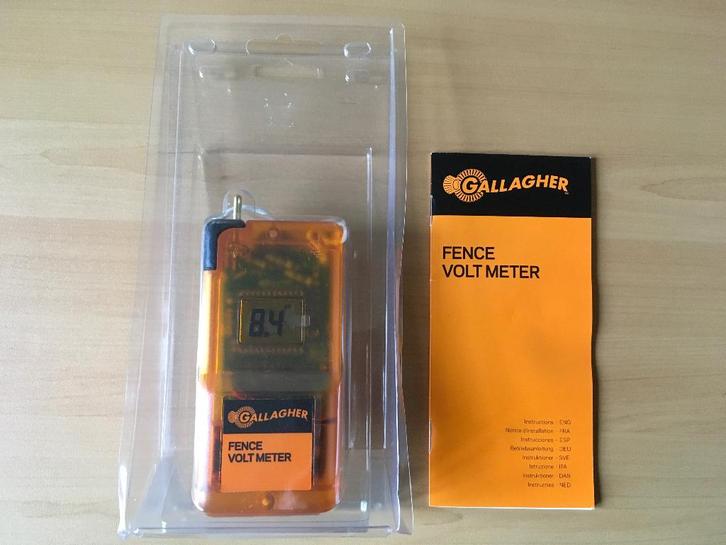 8.4
GALLAGHER
FENCE
VOLT METER
GALLAGHER
FENCE
VOLT METER
Instructions - ENG
Notice d'installation - FRA
Instrucciones - ESP
Betriebsanleitung - DEU
Instruktioner - SVE
Istruzione - ITA
Instruktioner - DAN
Instructies - NED